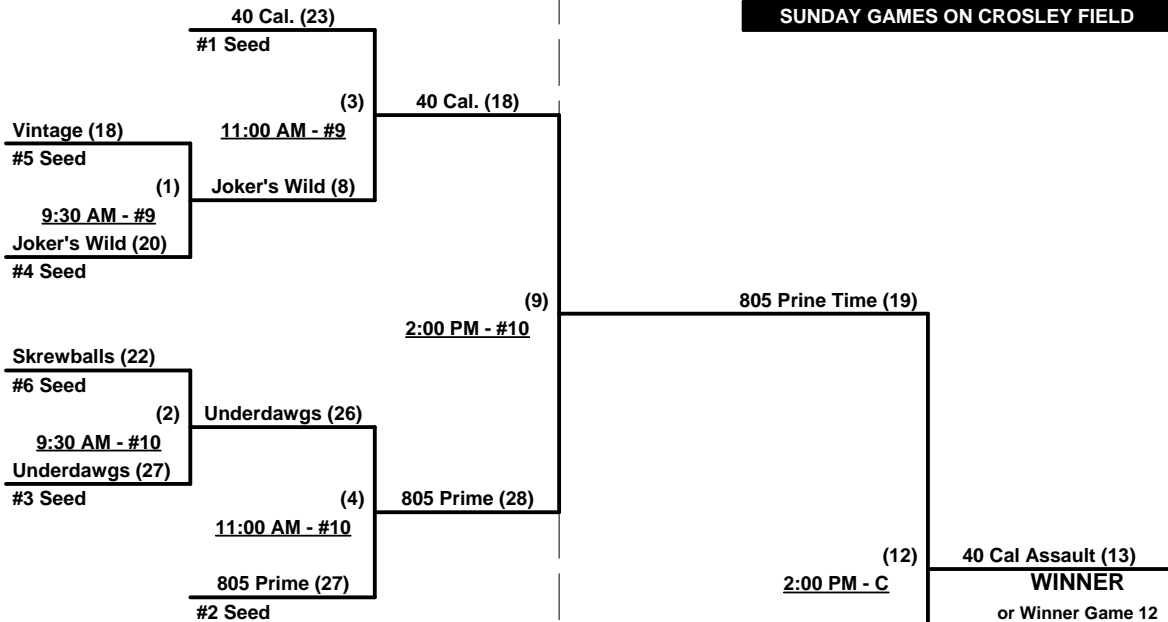 SUNDAY GAMES ON CROSLEY FIELD
40 Cal. (23)
#1 Seed
(3)
40 Cal. (18)
11:00 AM - #9
Vintage (18)
#5 Seed
(1)
Joker's Wild (8)
9:30 AM - #9
Joker's Wild (20)
#4 Seed
(9)
805 Prine Time (19)
2:00 PM - #10
Skrewballs (22)
#6 Seed
(2)
Underdawgs (26)
9:30 AM - #10
Underdawgs (27)
#3 Seed
(4)
805 Prime (28)
11:00 AM - #10
805 Prime (27)
#2 Seed
(12)
40 Cal Assault (13)
2:00 PM - C
WINNER
or Winner Game 12